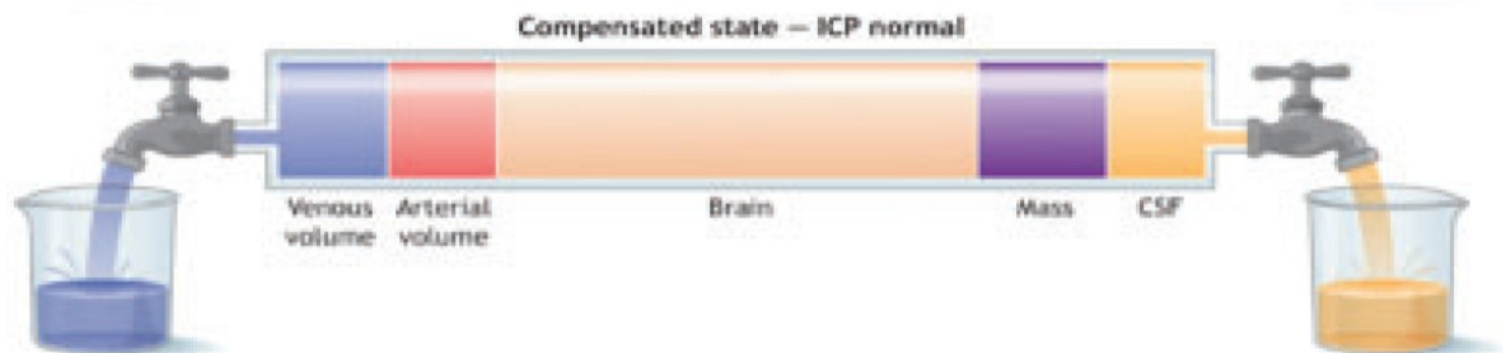 Compensated state — ICP normal
Venous
volume
Arterial
volume
Brain
Mass
CSF